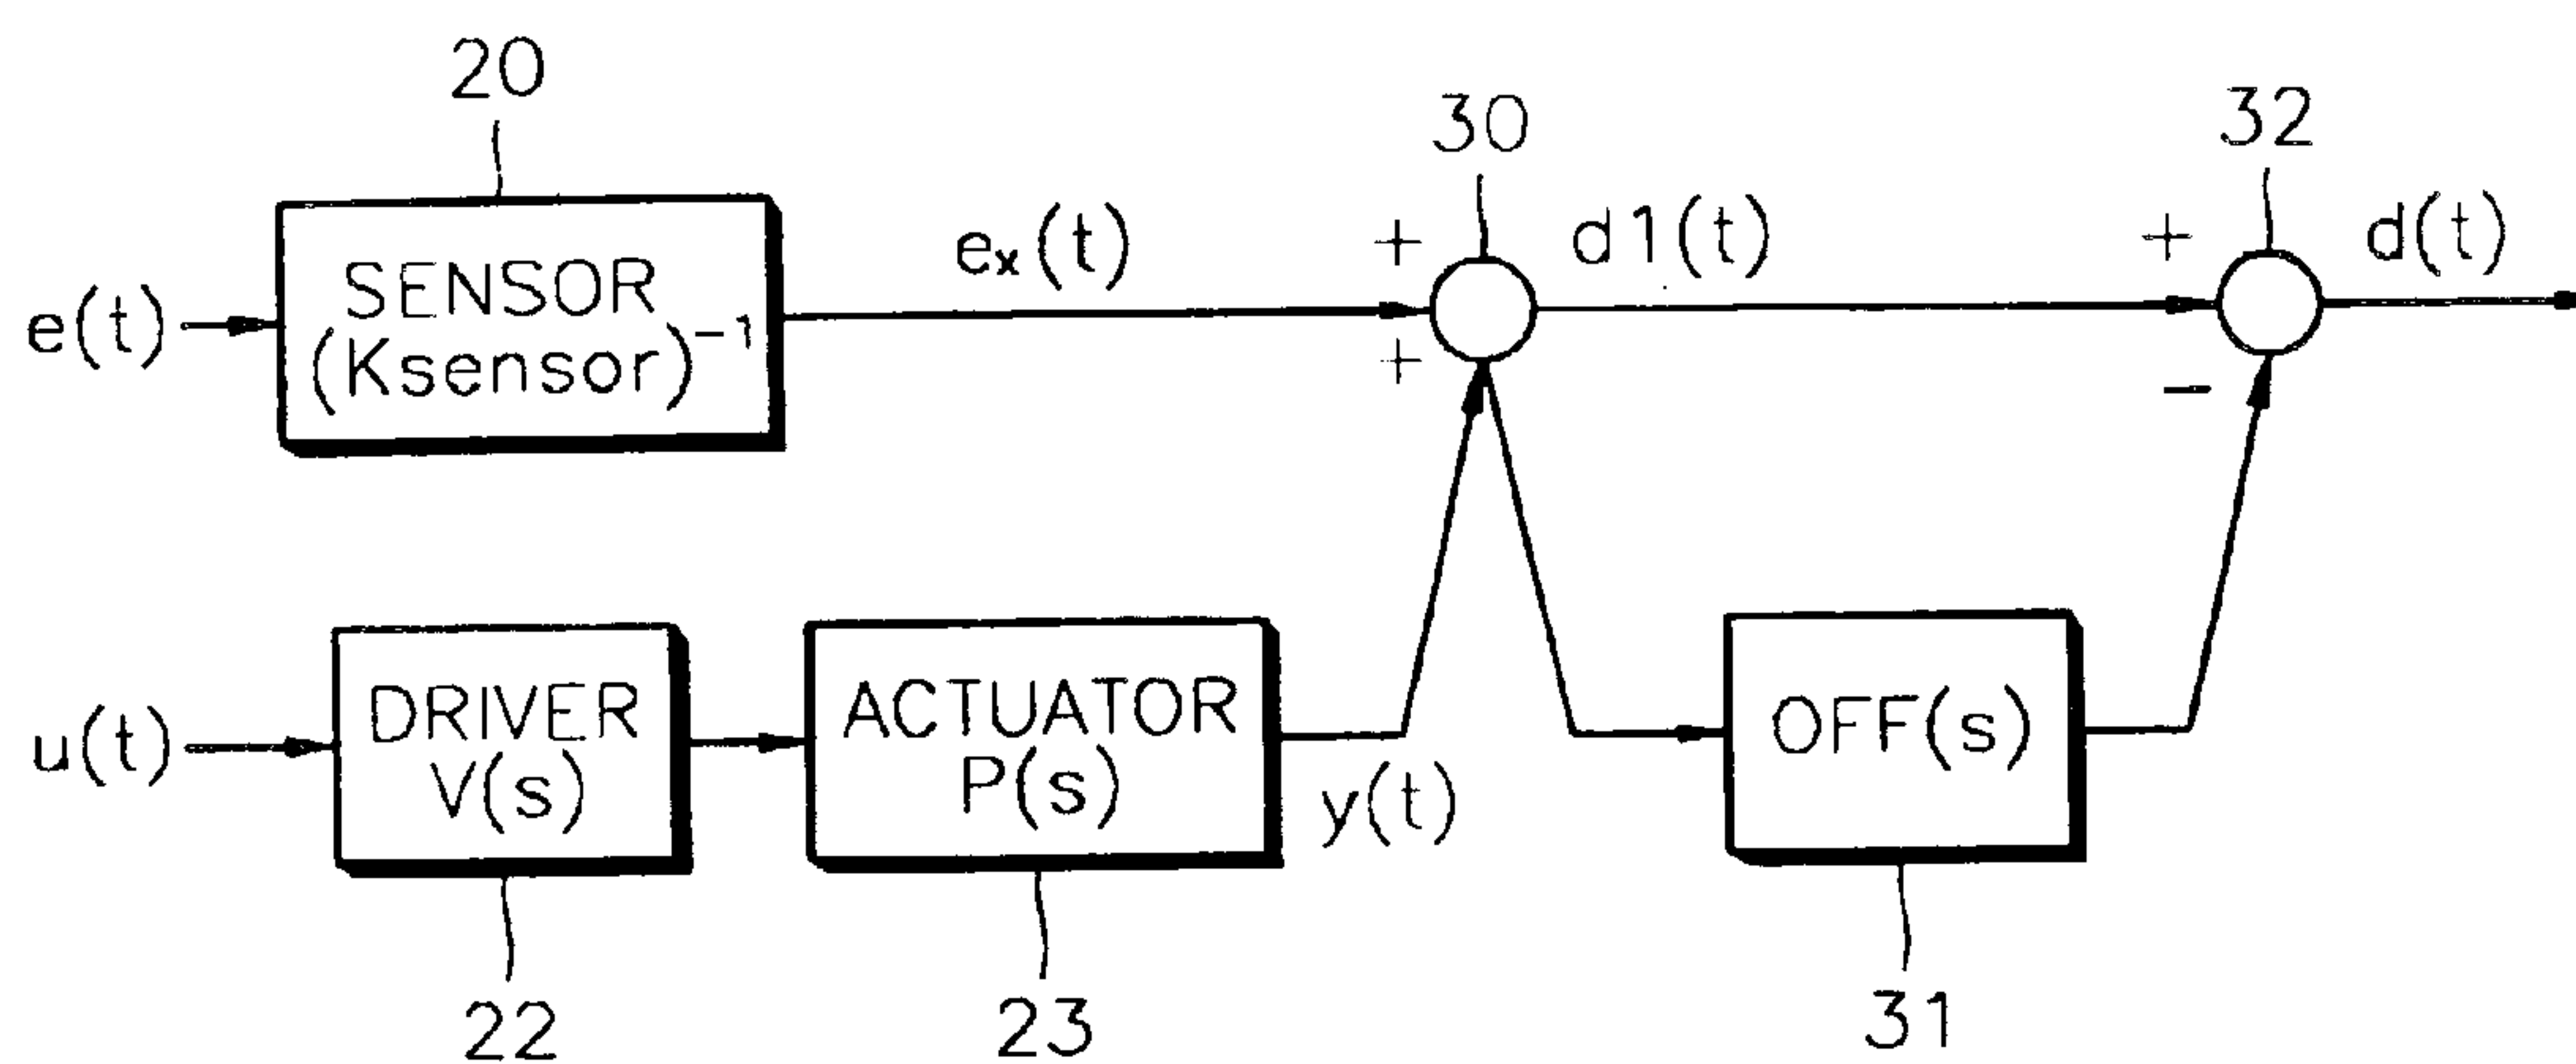 20
30
32
SENSOR
(Ksensor)⁻¹
e(t)
eₓ(t)
+
+
d1(t)
+
−
d(t)
u(t)
DRIVER
V(s)
ACTUATOR
P(s)
y(t)
OFF(s)
22
23
31